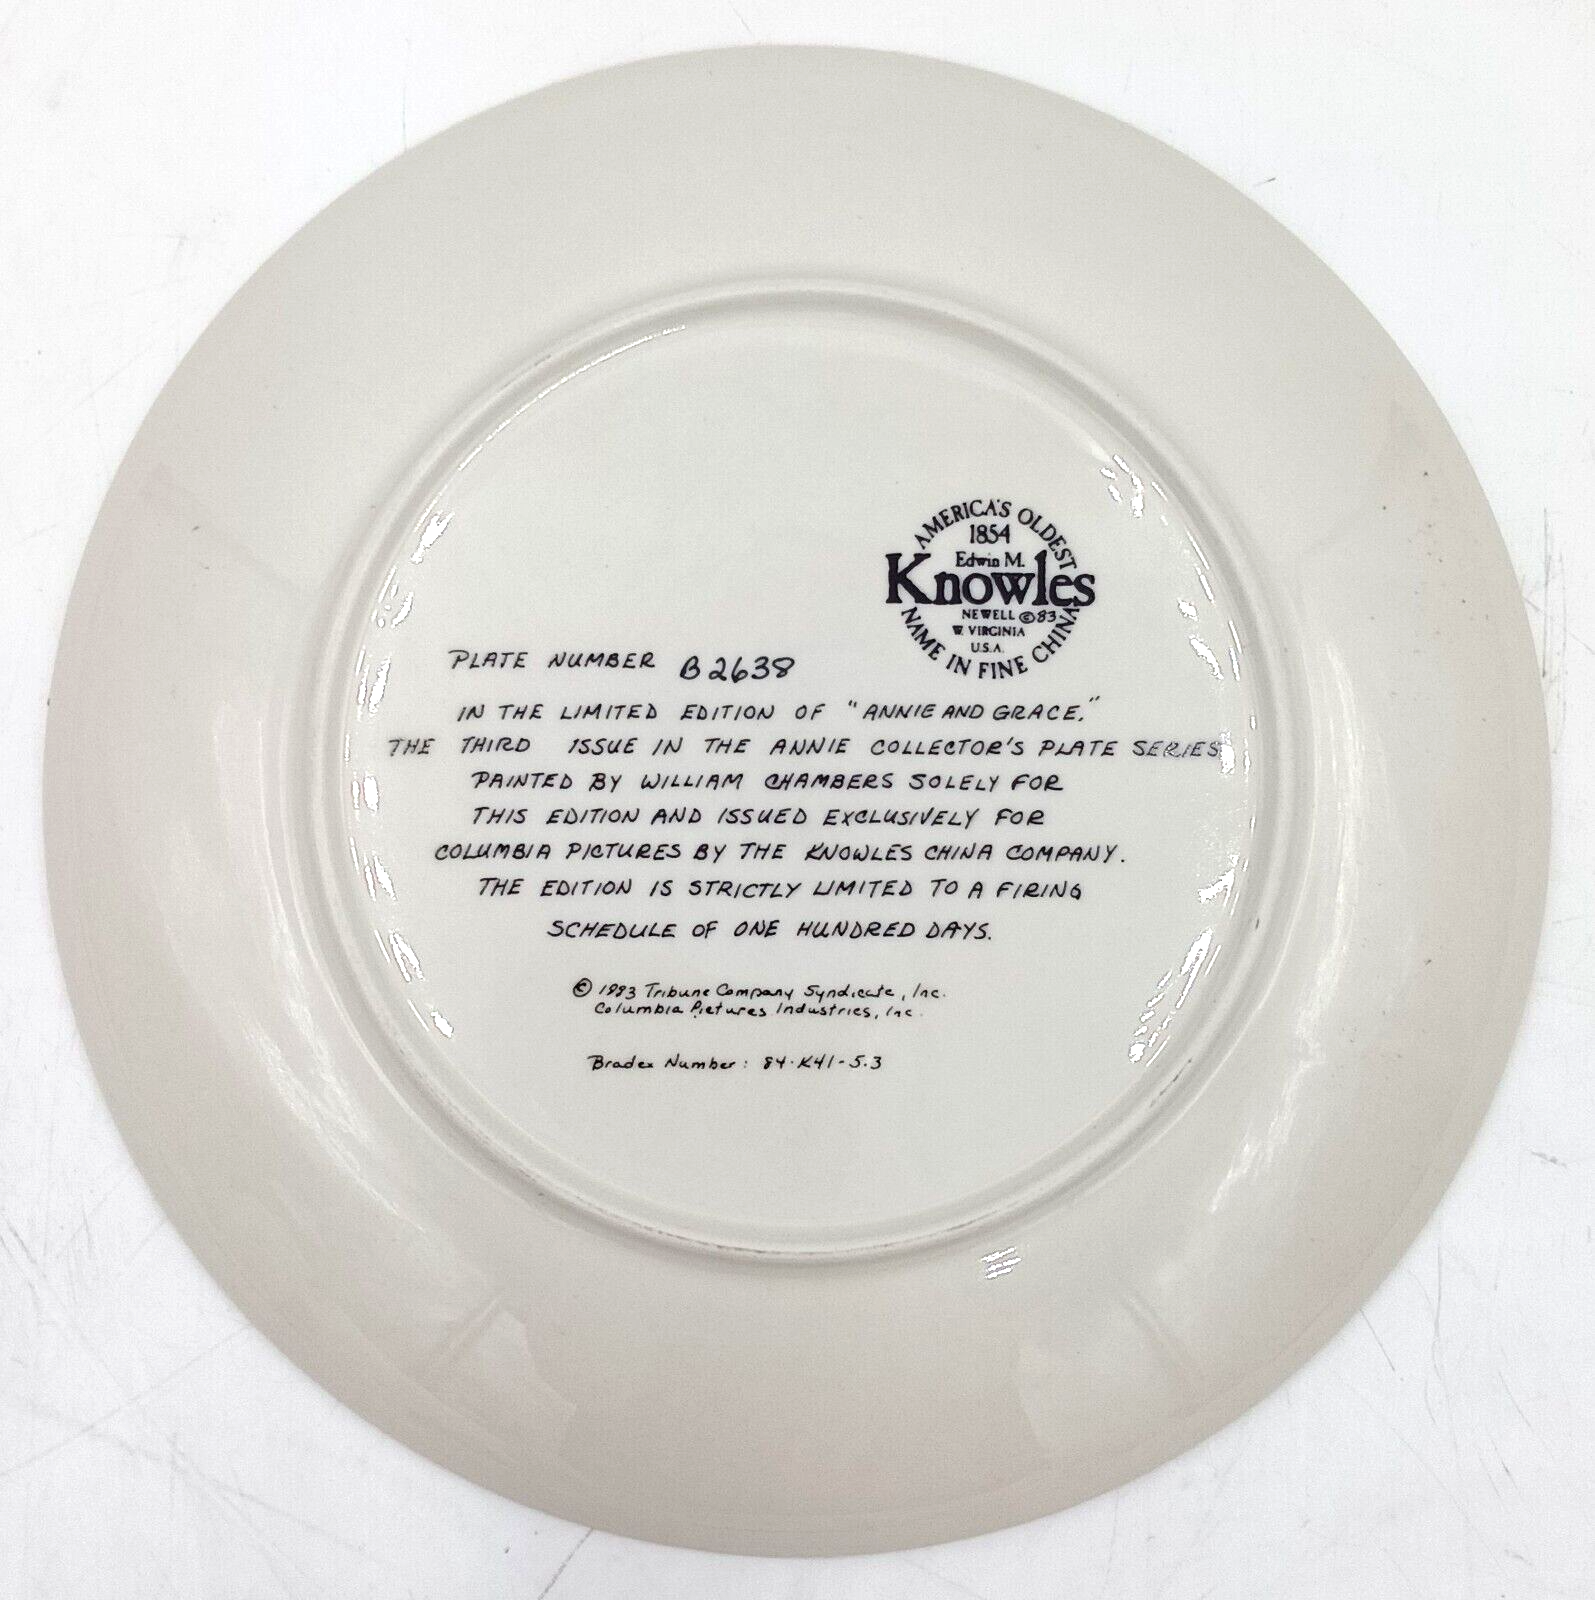 AMERICA'S OLDEST
1854
Edwin M.
Knowles
NEWELL ©83
W. VIRGINIA
U.S.A.
NAME IN FINE CHINA
PLATE NUMBER B2638
IN THE LIMITED EDITION OF "ANNIE AND GRACE,"
THE THIRD ISSUE IN THE ANNIE COLLECTOR'S PLATE SERIES
PAINTED BY WILLIAM CHAMBERS SOLELY FOR
THIS EDITION AND ISSUED EXCLUSIVELY FOR
COLUMBIA PICTURES BY THE KNOWLES CHINA COMPANY.
THE EDITION IS STRICTLY LIMITED TO A FIRING
SCHEDULE OF ONE HUNDRED DAYS.
© 1983 Tribune Company Syndicate, Inc.
Columbia Pictures Industries, Inc.
Bradex Number: 84-K41-5.3